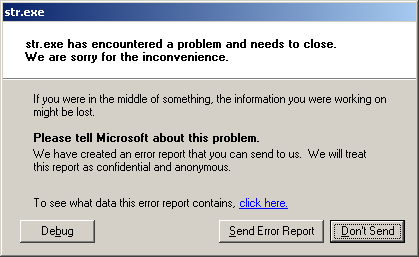 str.exe
str.exe has encountered a problem and needs to close.
We are sorry for the inconvenience.
If you were in the middle of something, the information you were working on
might be lost.
Please tell Microsoft about this problem.
We have created an error report that you can send to us. We will treat
this report as confidential and anonymous.
To see what data this error report contains, click here.
Debug
Send Error Report
Don't Send